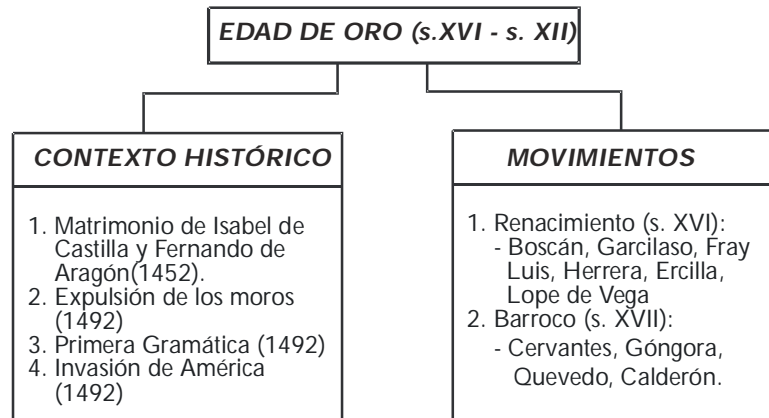 EDAD DE ORO (s.XVI - s. XII)
CONTEXTO HISTÓRICO
1. Matrimonio de Isabel de
Castilla y Fernando de
Aragón(1452).
2. Expulsión de los moros
(1492)
3. Primera Gramática (1492)
4. Invasión de América
(1492)
MOVIMIENTOS
1. Renacimiento (s. XVI):
- Boscán, Garcilaso, Fray
Luis, Herrera, Ercilla,
Lope de Vega
2. Barroco (s. XVII):
- Cervantes, Góngora,
Quevedo, Calderón.